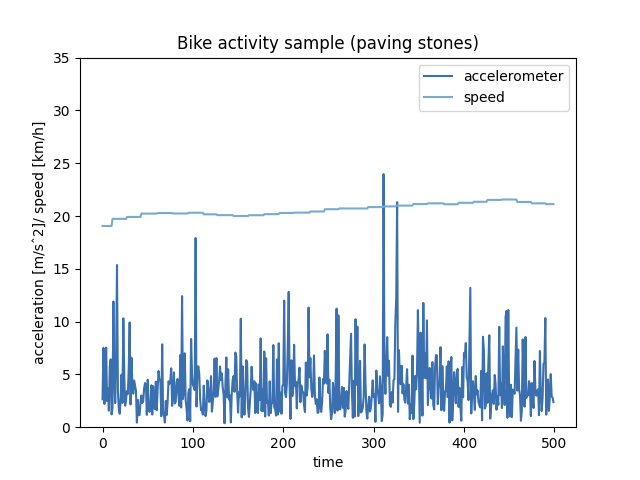 Bike activity sample (paving stones)
accelerometer
speed
acceleration [m/s^2]/ speed [km/h]
35
30
25
20
15
10
5
0
0 100 200 300 400 500
time